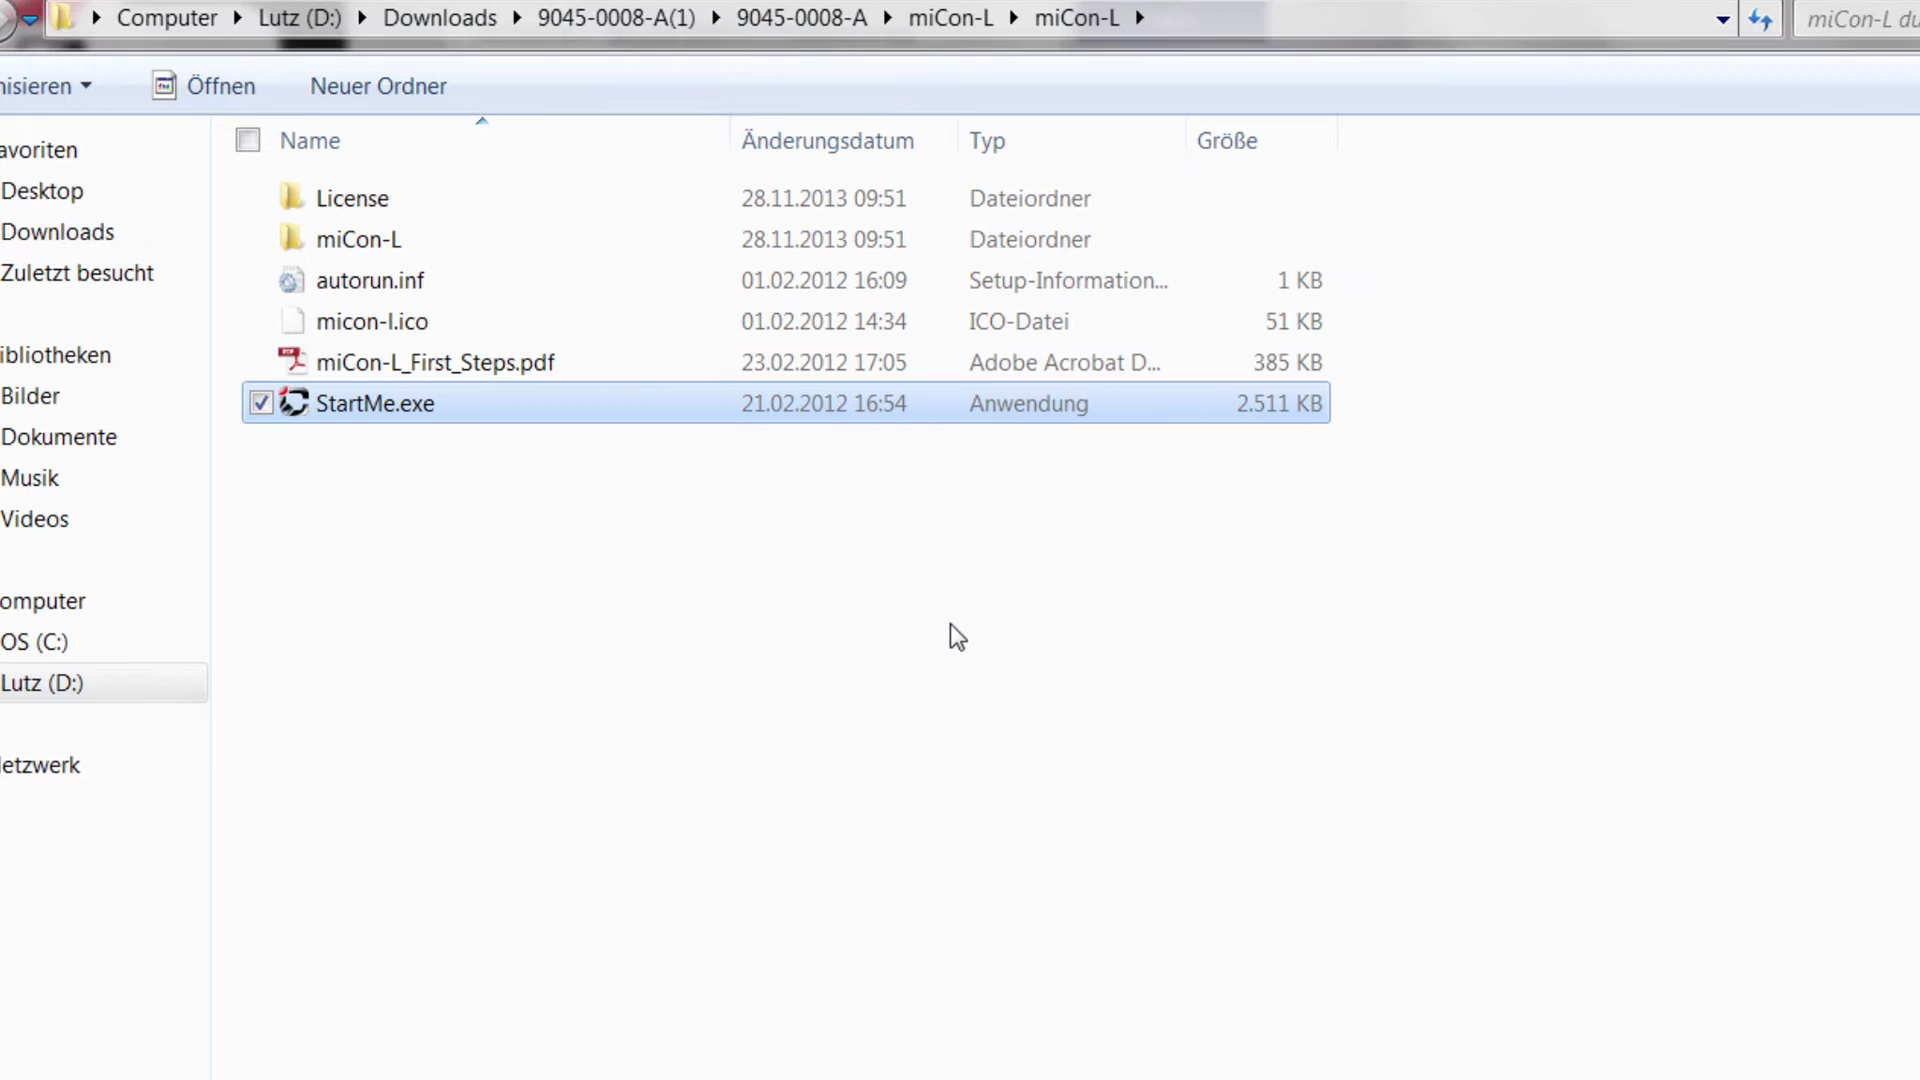 Computer Lutz (D:) Downloads 9045-0008-A(1) 9045-0008-A miCon-L miCon-L miCon-L du
nisieren Öffnen Neuer Ordner
Name Änderungsdatum Typ Größe
avoriten
Desktop
Downloads
Zuletzt besucht
ibliotheken
Bilder
Dokumente
Musik
Videos
omputer
OS (C:)
Lutz (D:)
letzwerk
License 28.11.2013 09:51 Dateiordner
miCon-L 28.11.2013 09:51 Dateiordner
autorun.inf 01.02.2012 16:09 Setup-Information... 1 KB
micon-l.ico 01.02.2012 14:34 ICO-Datei 51 KB
miCon-L_First_Steps.pdf 23.02.2012 17:05 Adobe Acrobat D... 385 KB
StartMe.exe 21.02.2012 16:54 Anwendung 2.511 KB